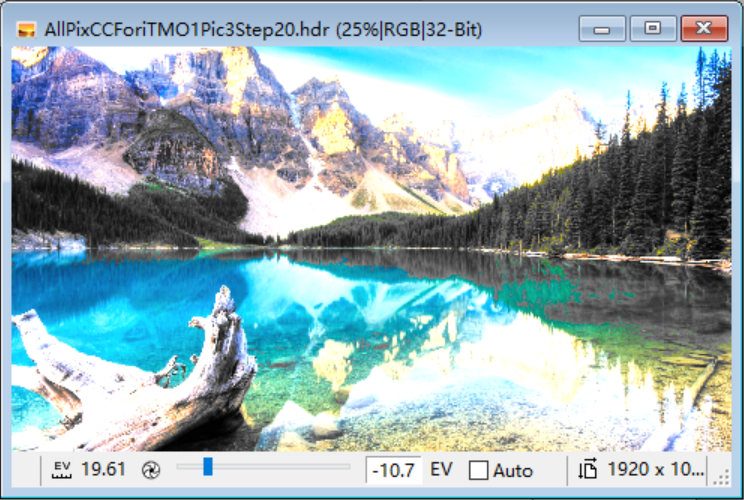 AllPixCCForiTMO1Pic3Step20.hdr (25%|RGB|32-Bit)
EV 19.61 -10.7 EV Auto 1920 x 10...